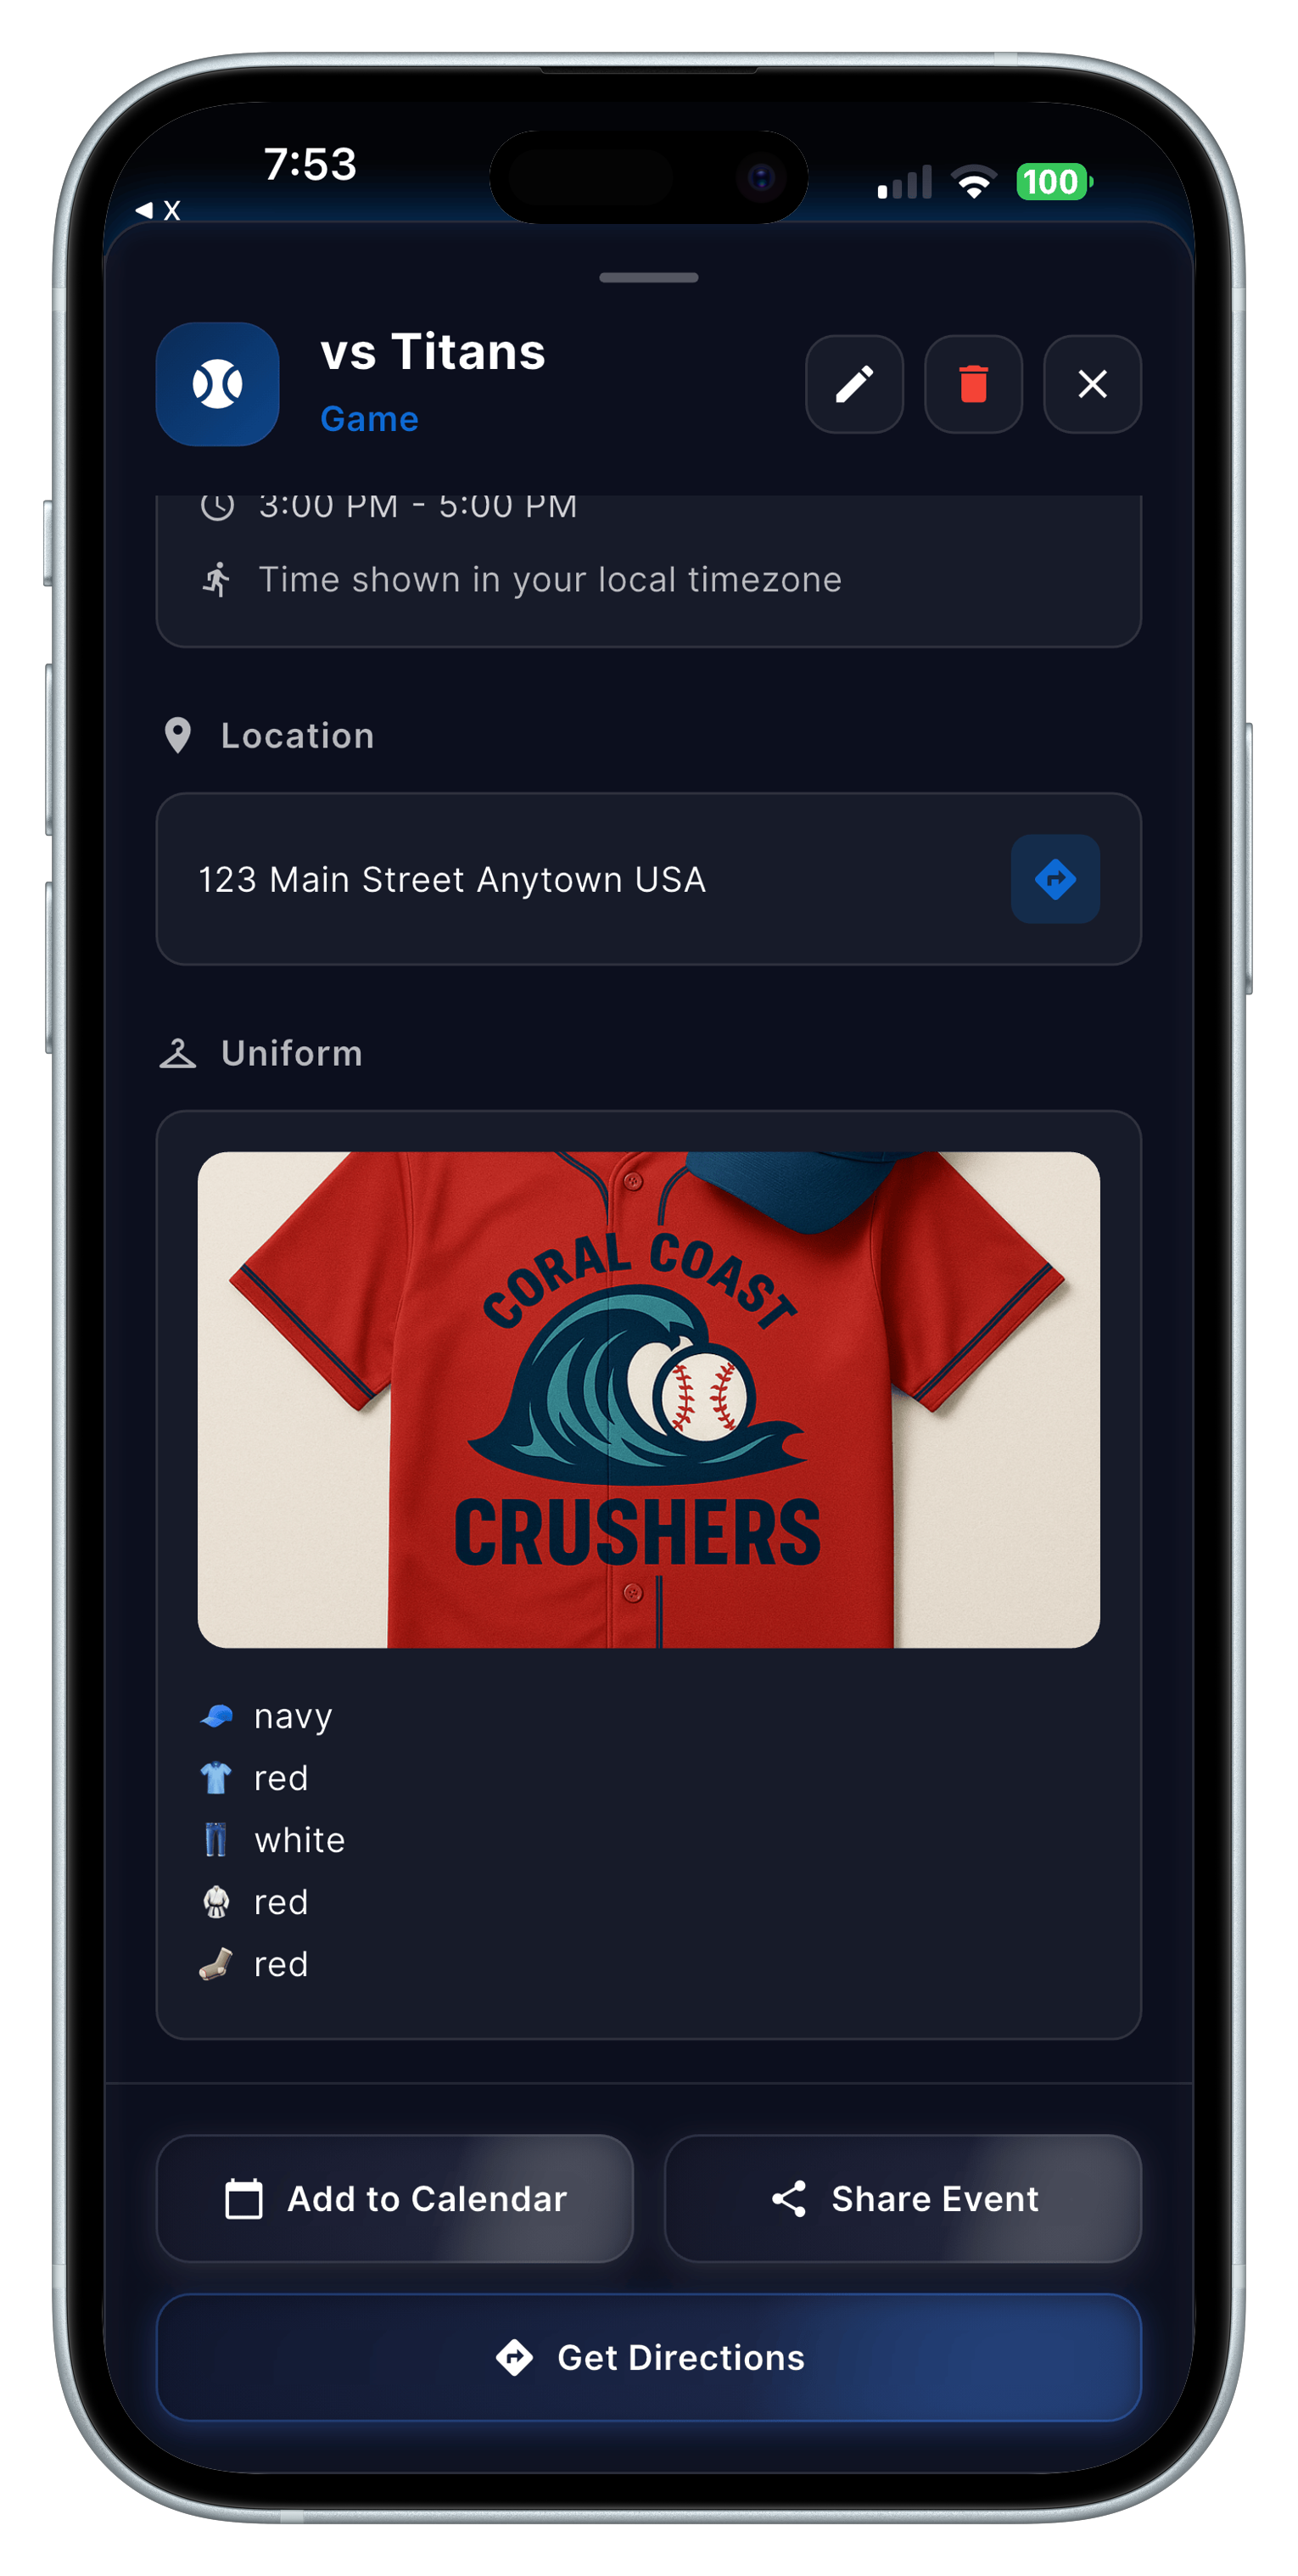 7:53
100
◀ X
vs Titans
Game
3:00 PM - 5:00 PM
Time shown in your local timezone
Location
123 Main Street Anytown USA
Uniform
CORAL COAST
CRUSHERS
navy
red
white
red
red
Add to Calendar
Share Event
Get Directions